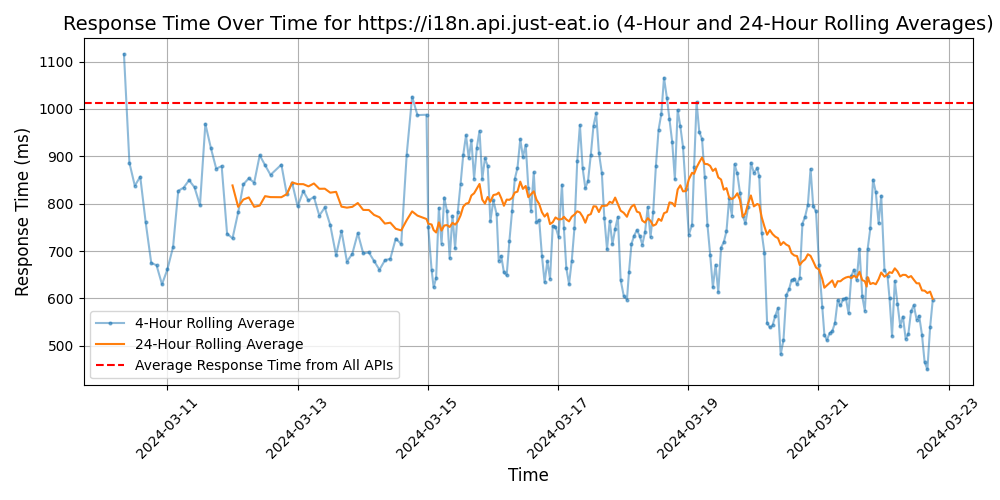 Response Time Over Time for https://i18n.api.just-eat.io (4-Hour and 24-Hour Rolling Averages)
Response Time (ms)
1100
1000
900
800
700
600
500
4-Hour Rolling Average
24-Hour Rolling Average
Average Response Time from All APIs
2024-03-11
2024-03-13
2024-03-15
2024-03-17
2024-03-19
2024-03-21
2024-03-23
Time